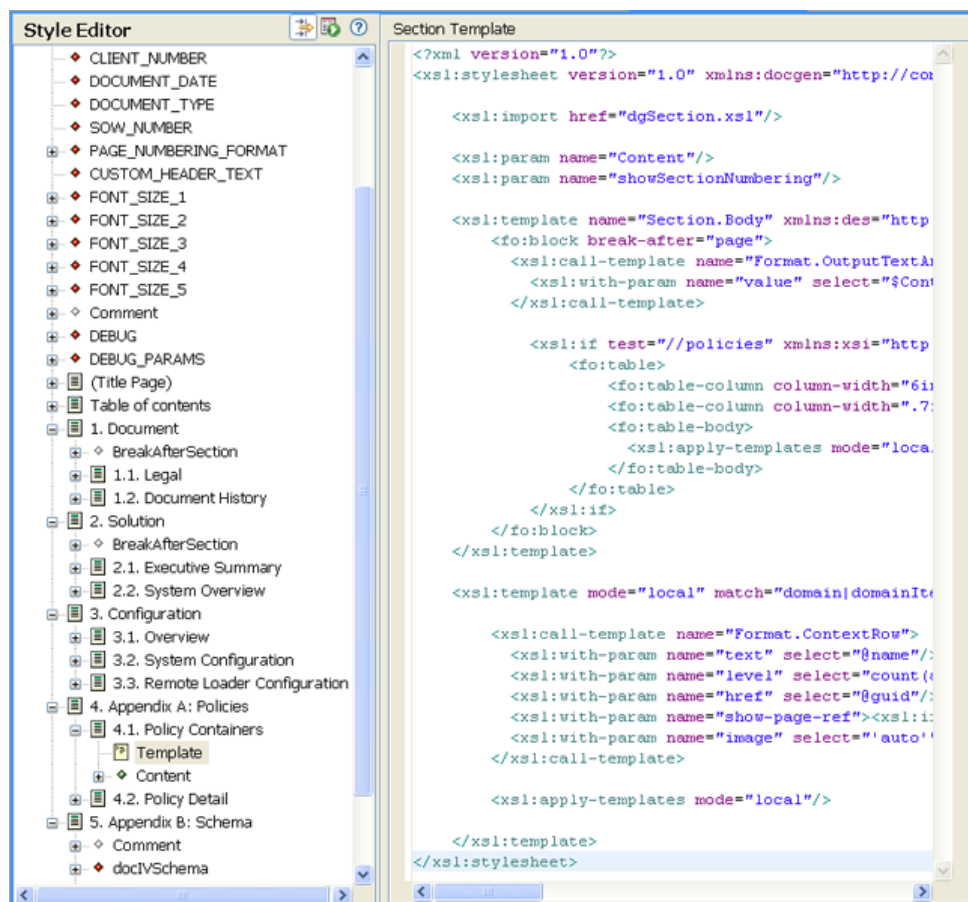 Style Editor
CLIENT_NUMBER
DOCUMENT_DATE
DOCUMENT_TYPE
SOW_NUMBER
PAGE_NUMBERING_FORMAT
CUSTOM_HEADER_TEXT
FONT_SIZE_1
FONT_SIZE_2
FONT_SIZE_3
FONT_SIZE_4
FONT_SIZE_5
Comment
DEBUG
DEBUG_PARAMS
(Title Page)
Table of contents
1. Document
BreakAfterSection
1.1. Legal
1.2. Document History
2. Solution
BreakAfterSection
2.1. Executive Summary
2.2. System Overview
3. Configuration
3.1. Overview
3.2. System Configuration
3.3. Remote Loader Configuration
4. Appendix A: Policies
4.1. Policy Containers
Template
Content
4.2. Policy Detail
5. Appendix B: Schema
Comment
docIVSchema
Section Template
<?xml version="1.0"?>
<xsl:stylesheet version="1.0" xmlns:docgen="http://con
<xsl:import href="dgSection.xsl"/>
<xsl:param name="Content"/>
<xsl:param name="showSectionNumbering"/>
<xsl:template name="Section.Body" xmlns:des="http
<fo:block break-after="page">
<xsl:call-template name="Format.OutputTextAr
<xsl:with-param name="value" select="$Cont
</xsl:call-template>
<xsl:if test="//policies" xmlns:xsi="http
<fo:table>
<fo:table-column column-width="6in
<fo:table-column column-width=".7i
<fo:table-body>
<xsl:apply-templates mode="loca
</fo:table-body>
</fo:table>
</xsl:if>
</fo:block>
</xsl:template>
<xsl:template mode="local" match="domain|domainIte
<xsl:call-template name="Format.ContextRow">
<xsl:with-param name="text" select="@name"/>
<xsl:with-param name="level" select="count(a
<xsl:with-param name="href" select="@guid"/>
<xsl:with-param name="show-page-ref"><xsl:i
<xsl:with-param name="image" select="'auto'"
</xsl:call-template>
<xsl:apply-templates mode="local"/>
</xsl:template>
</xsl:stylesheet>